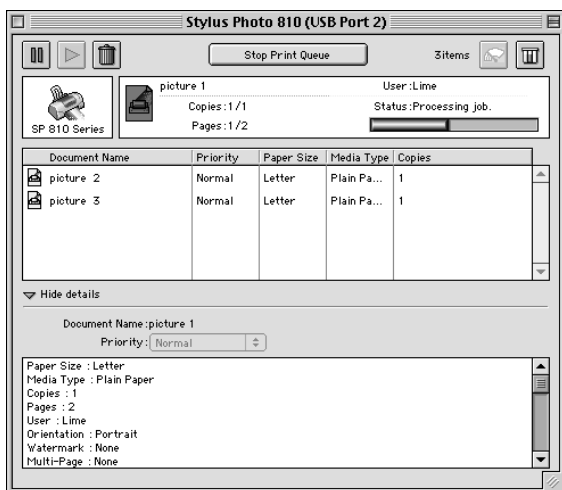 Stylus Photo 810 (USB Port 2)
Stop Print Queue
3items
SP 810 Series
picture 1
User:Lime
Copies:1/1
Status:Processing job.
Pages:1/2
Document Name Priority Paper Size Media Type Copies
picture 2 Normal Letter Plain Pa... 1
picture 3 Normal Letter Plain Pa... 1
Hide details
Document Name:picture 1
Priority: Normal
Paper Size : Letter
Media Type : Plain Paper
Copies : 1
Pages : 2
User : Lime
Orientation : Portrait
Watermark : None
Multi-Page : None